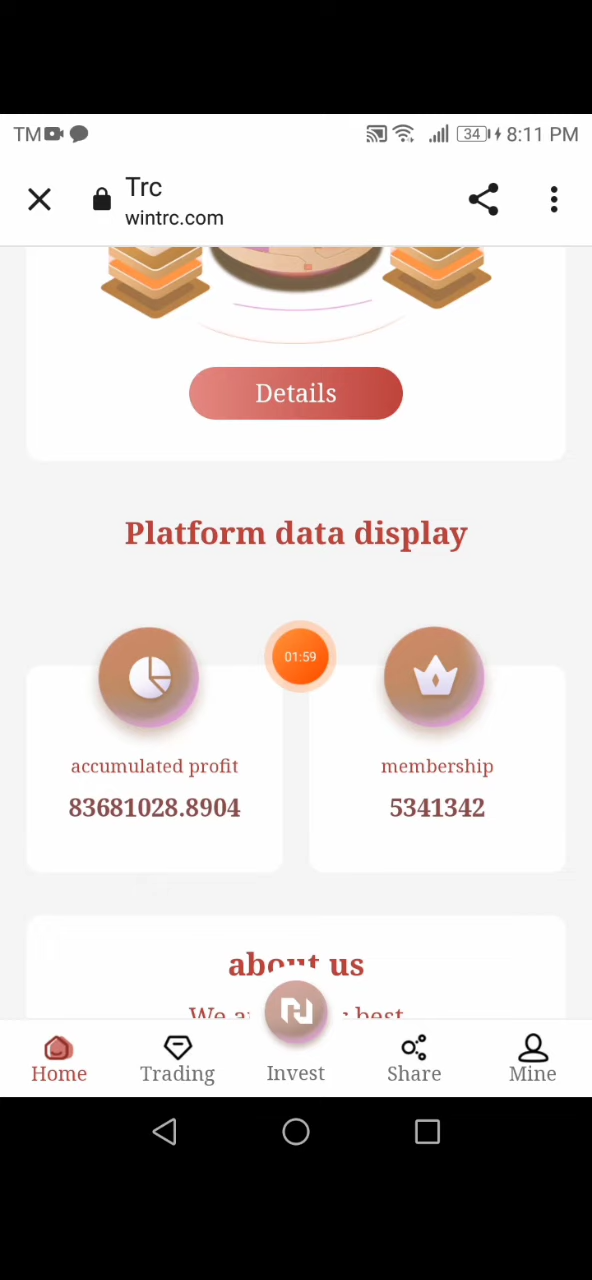 TM
34
8:11 PM
Trc
wintrc.com
Details
Platform data display
01:59
accumulated profit
membership
83681028.8904
5341342
about us
We a
best
Home
Trading
Invest
Share
Mine